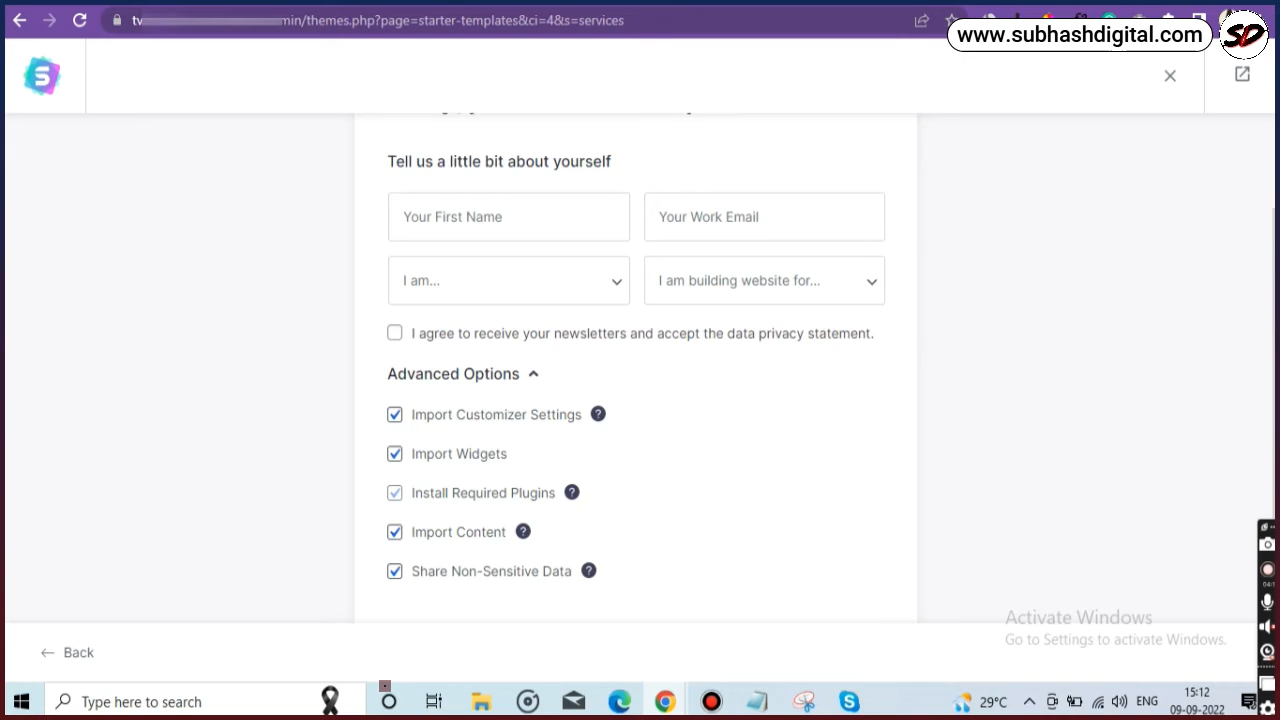 tv min/themes.php?page=starter-templates&ci=4&s=services
www.subhashdigital.com
SD
S
Tell us a little bit about yourself
Your First Name
Your Work Email
I am...
I am building website for...
I agree to receive your newsletters and accept the data privacy statement.
Advanced Options
Import Customizer Settings ?
Import Widgets
Install Required Plugins ?
Import Content ?
Share Non-Sensitive Data ?
Activate Windows
Go to Settings to activate Windows.
← Back
Type here to search
29°C
ENG
15:12
09-09-2022